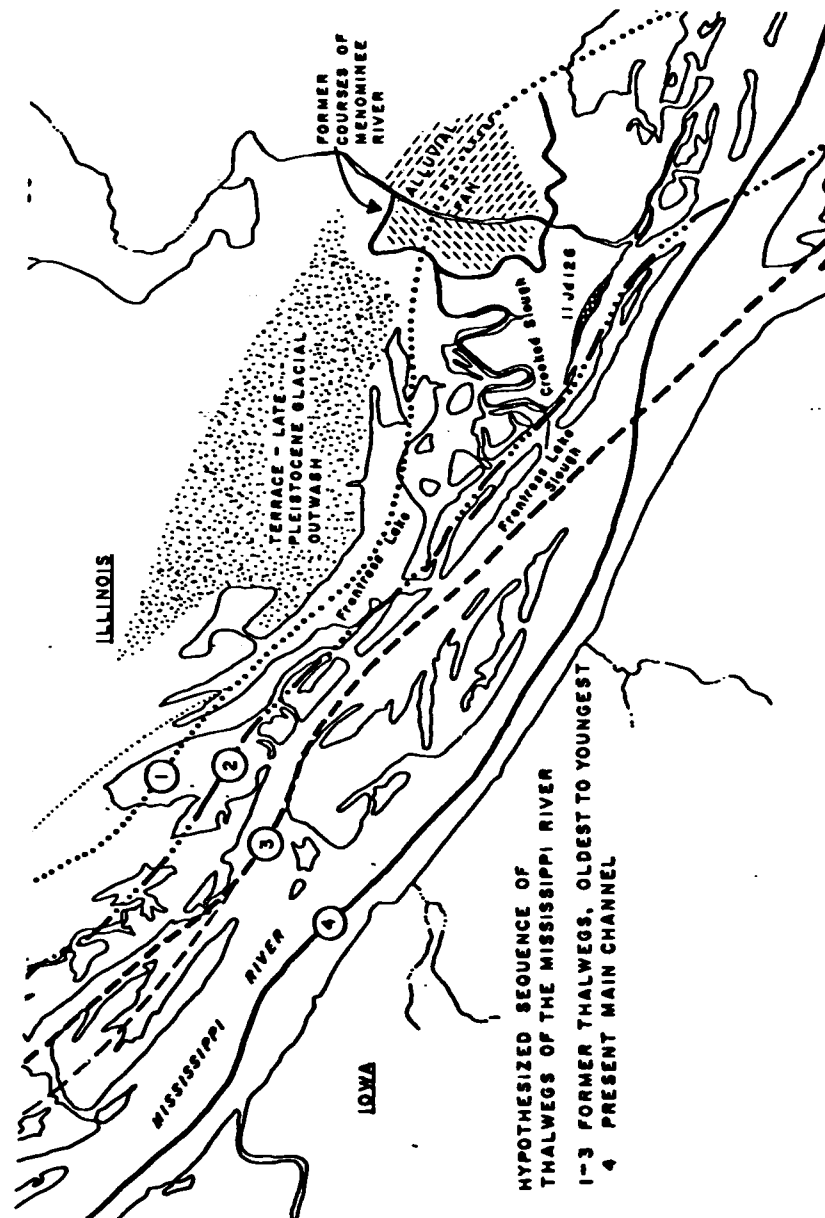 FORMER
COURSES OF
MENOMINEE
RIVER
ALLUVIAL
FAN
TERRACE - LATE
PLEISTOCENE GLACIAL
OUTWASH
ILLINOIS
11Jd126
Crooked Slough
Frentress Lake
Frentress Lake
Slough
1
2
3
4
MISSISSIPPI RIVER
IOWA
HYPOTHESIZED SEQUENCE OF
THALWEGS OF THE MISSISSIPPI RIVER
1-3 FORMER THALWEGS, OLDEST TO YOUNGEST
4 PRESENT MAIN CHANNEL